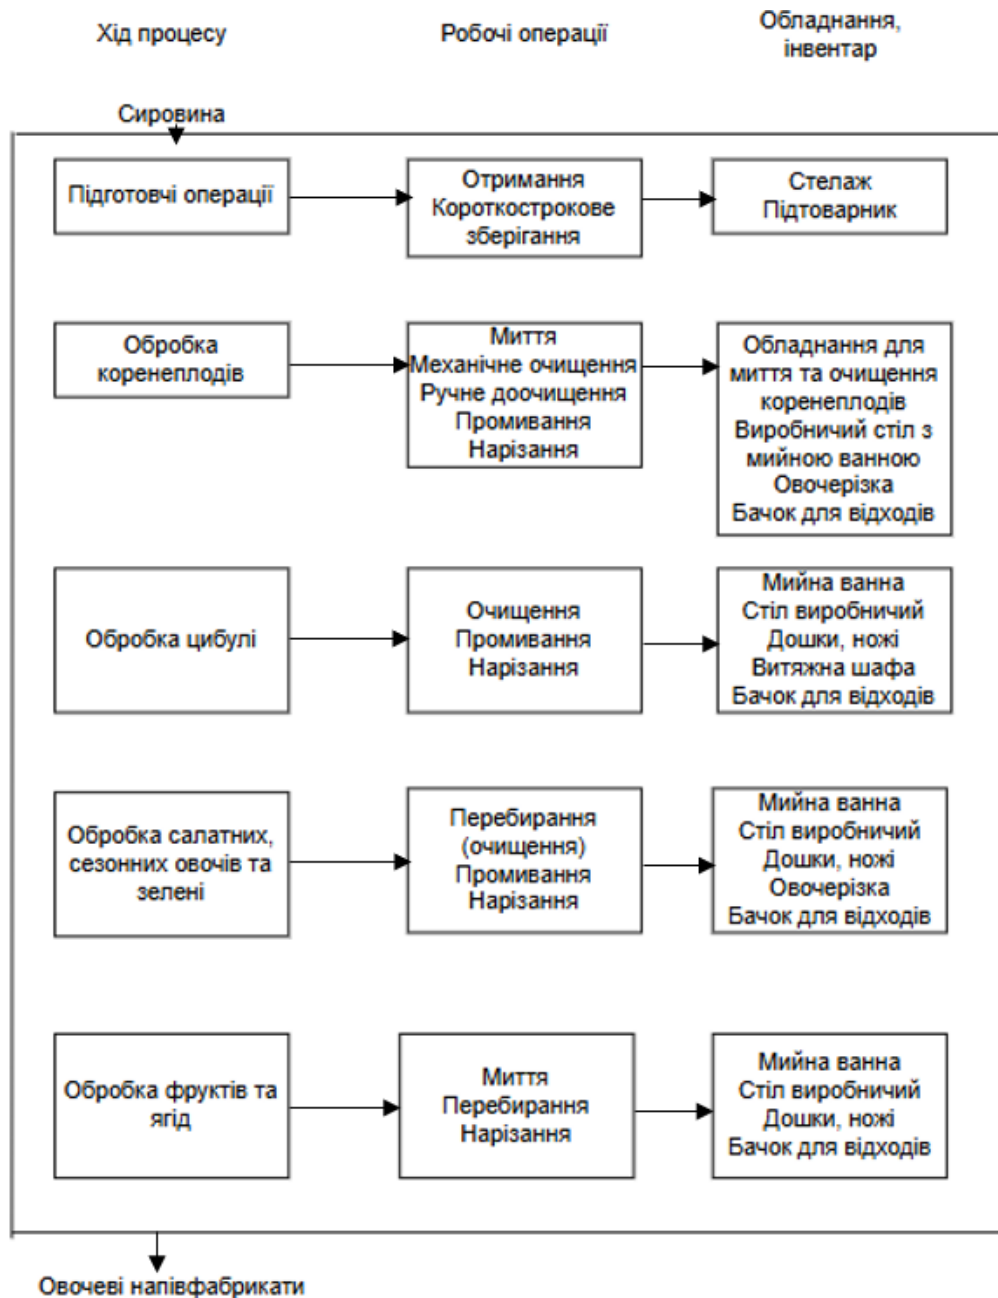 Хід процесу
Робочі операції
Обладнання,
інвентар
Сировина
Підготовчі операції
Отримання
Короткострокове
зберігання
Стелаж
Підтоварник
Обробка
коренеплодів
Миття
Механічне очищення
Ручне доочищення
Промивання
Нарізання
Обладнання для
миття та очищення
коренеплодів
Виробничий стіл з
мийною ванною
Овочерізка
Бачок для відходів
Обробка цибулі
Очищення
Промивання
Нарізання
Мийна ванна
Стіл виробничий
Дошки, ножі
Витяжна шафа
Бачок для відходів
Обробка салатних,
сезонних овочів та
зелені
Перебирання
(очищення)
Промивання
Нарізання
Мийна ванна
Стіл виробничий
Дошки, ножі
Овочерізка
Бачок для відходів
Обробка фруктів та
ягід
Миття
Перебирання
Нарізання
Мийна ванна
Стіл виробничий
Дошки, ножі
Бачок для відходів
Овочеві напівфабрикати